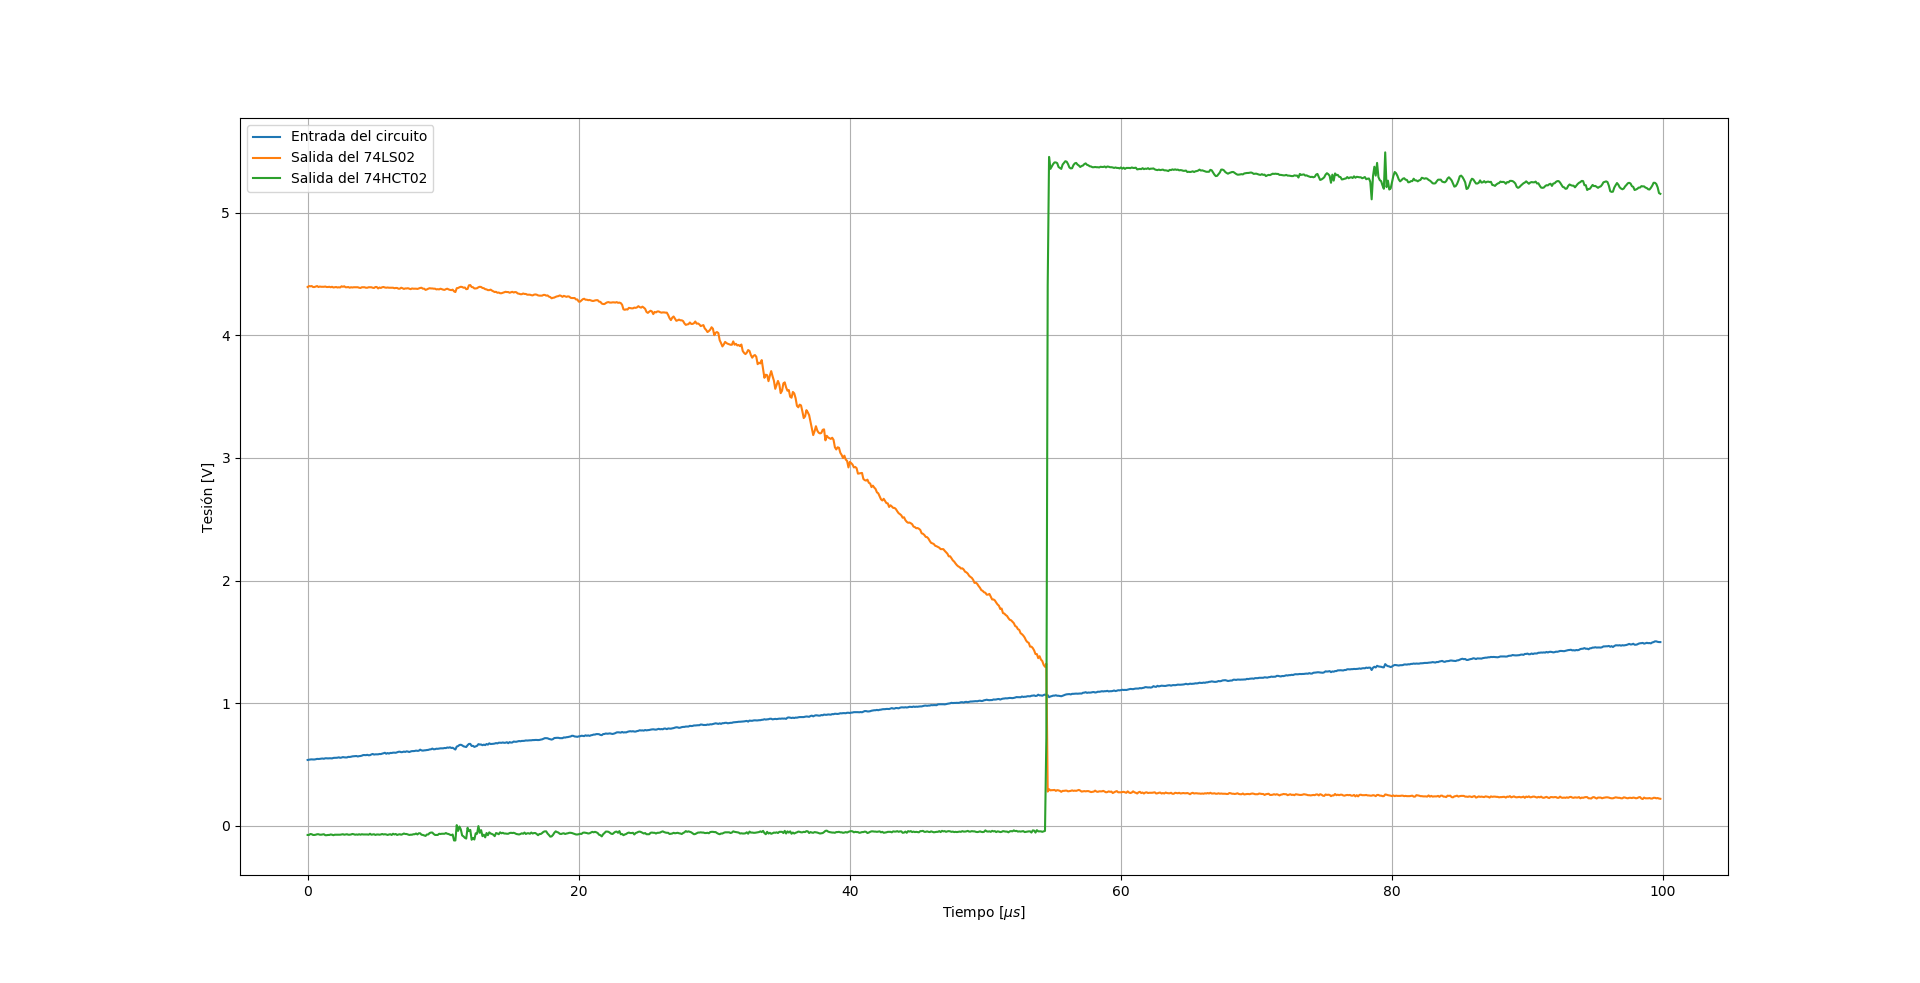 Entrada del circuito
Salida del 74LS02
Salida del 74HCT02
Tesión [V]
5
4
3
2
1
0
0 20 40 60 80 100
Tiempo [μs]